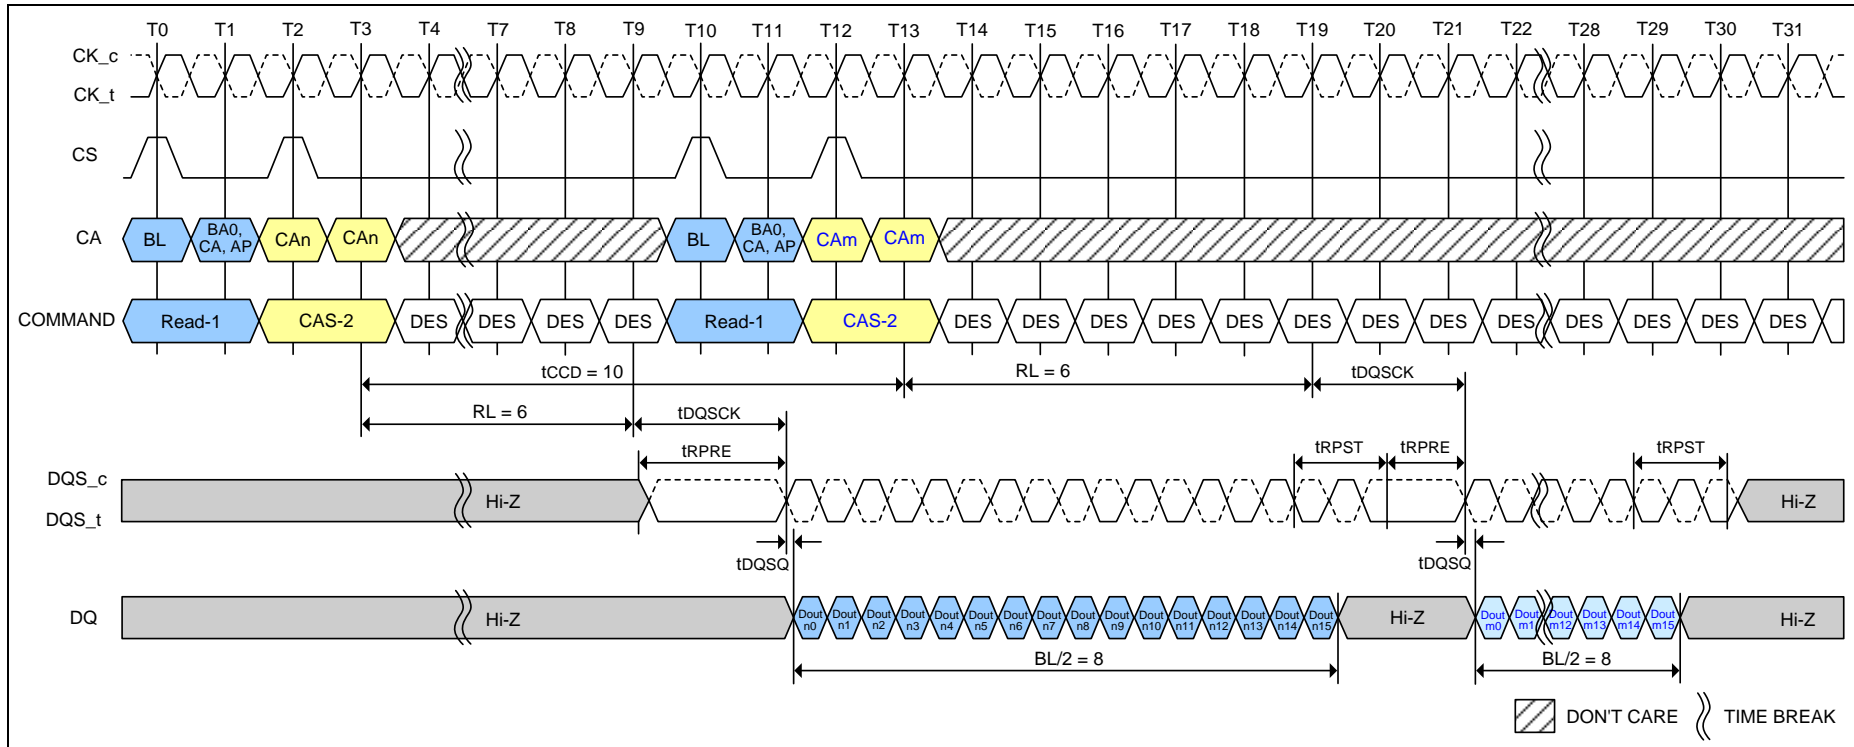 T0 T1 T2 T3 T4 T7 T8 T9 T10 T11 T12 T13 T14 T15 T16 T17 T18 T19 T20 T21 T22 T28 T29 T30 T31
CK_c
CK_t
CS
CA BL BA0, CA, AP CAn CAn BL BA0, CA, AP CAm CAm
COMMAND Read-1 CAS-2 DES DES DES DES Read-1 CAS-2 DES DES DES DES DES DES DES DES DES DES DES DES DES
tCCD = 10 RL = 6 tDQSCK
RL = 6 tDQSCK
tRPRE tRPST tRPRE tRPST
DQS_c
Hi-Z Hi-Z
DQS_t
tDQSQ tDQSQ
DQ Hi-Z Dout n0 Dout n1 Dout n2 Dout n3 Dout n4 Dout n5 Dout n6 Dout n7 Dout n8 Dout n9 Dout n10 Dout n11 Dout n12 Dout n13 Dout n14 Dout n15 Hi-Z Dout m0 Dout m1 Dout m12 Dout m13 Dout m14 Dout m15 Hi-Z
BL/2 = 8 BL/2 = 8
DON'T CARE TIME BREAK